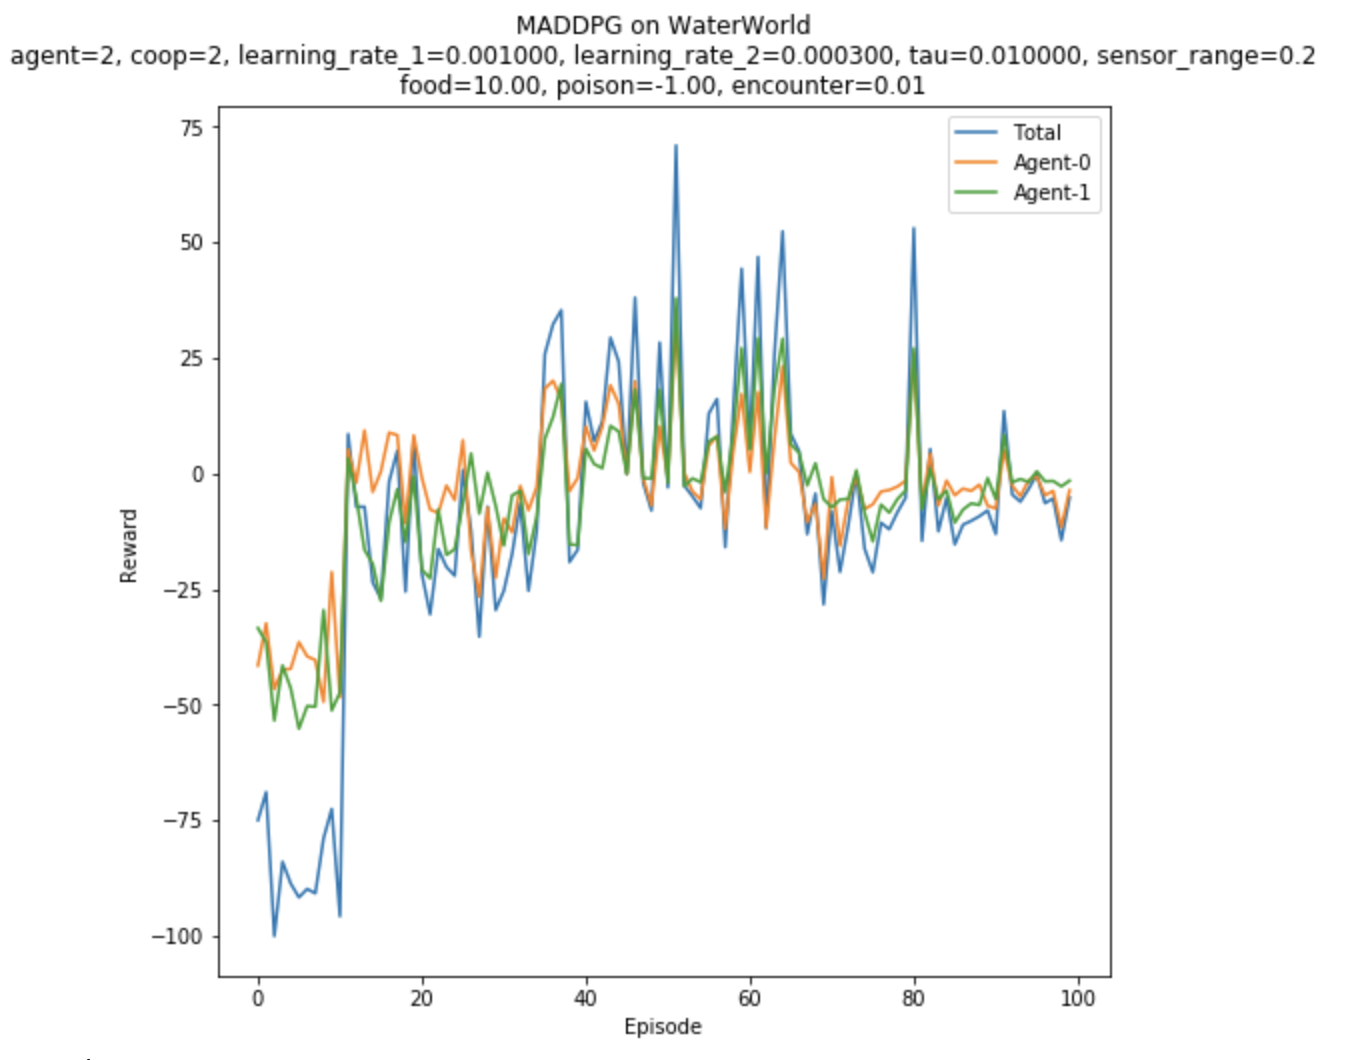 MADDPG on WaterWorld
agent=2, coop=2, learning_rate_1=0.001000, learning_rate_2=0.000300, tau=0.010000, sensor_range=0.2
food=10.00, poison=-1.00, encounter=0.01
Total
Agent-0
Agent-1
75
50
25
0
−25
−50
−75
−100
Reward
0 20 40 60 80 100
Episode